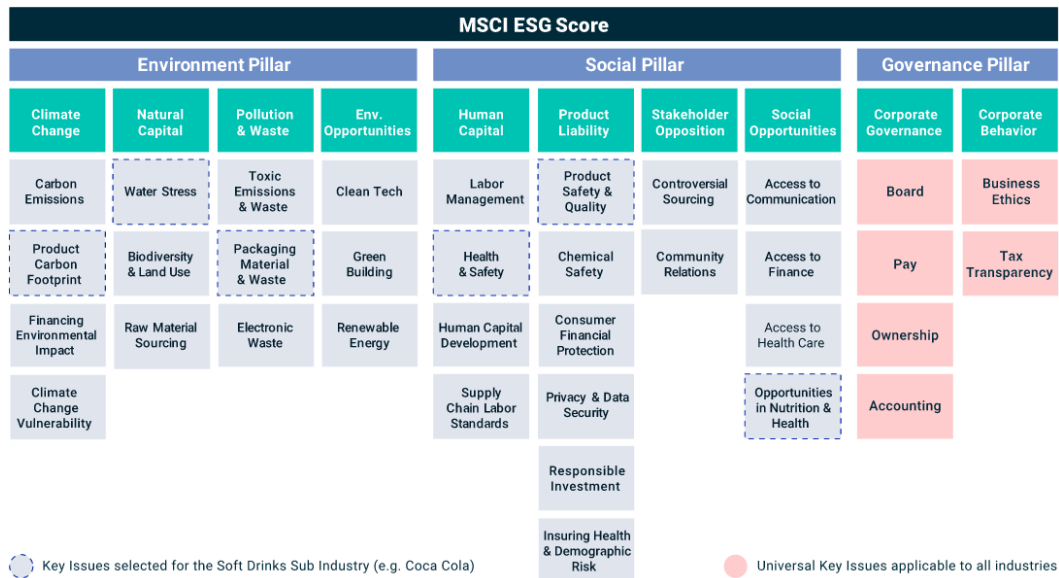 MSCI ESG Score
Environment Pillar
Social Pillar
Governance Pillar
Climate
Change
Natural
Capital
Pollution
& Waste
Env.
Opportunities
Human
Capital
Product
Liability
Stakeholder
Opposition
Social
Opportunities
Corporate
Governance
Corporate
Behavior
Carbon
Emissions
Water Stress
Toxic
Emissions
& Waste
Clean Tech
Labor
Management
Product
Safety &
Quality
Controversial
Sourcing
Access to
Communication
Board
Business
Ethics
Product
Carbon
Footprint
Biodiversity
& Land Use
Packaging
Material
& Waste
Green
Building
Health
& Safety
Chemical
Safety
Community
Relations
Access to
Finance
Pay
Tax
Transparency
Financing
Environmental
Impact
Raw Material
Sourcing
Electronic
Waste
Renewable
Energy
Human Capital
Development
Consumer
Financial
Protection
Access to
Health Care
Ownership
Climate
Change
Vulnerability
Supply
Chain Labor
Standards
Privacy & Data
Security
Opportunities
in Nutrition &
Health
Accounting
Responsible
Investment
Insuring Health
& Demographic
Risk
Key Issues selected for the Soft Drinks Sub Industry (e.g. Coca Cola)
Universal Key Issues applicable to all industries